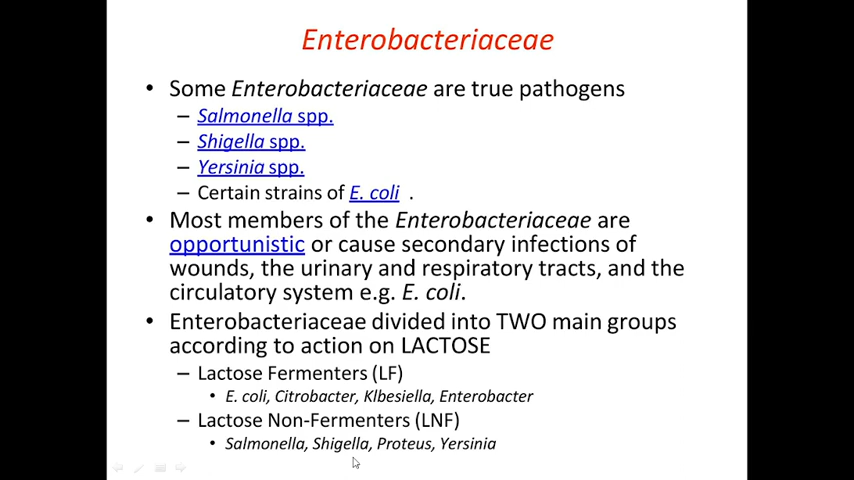 Enterobacteriaceae
• Some Enterobacteriaceae are true pathogens
– Salmonella spp.
– Shigella spp.
– Yersinia spp.
– Certain strains of E. coli .
• Most members of the Enterobacteriaceae are
opportunistic or cause secondary infections of
wounds, the urinary and respiratory tracts, and the
circulatory system e.g. E. coli.
• Enterobacteriaceae divided into TWO main groups
according to action on LACTOSE
– Lactose Fermenters (LF)
• E. coli, Citrobacter, Klbesiella, Enterobacter
– Lactose Non-Fermenters (LNF)
• Salmonella, Shigella, Proteus, Yersinia